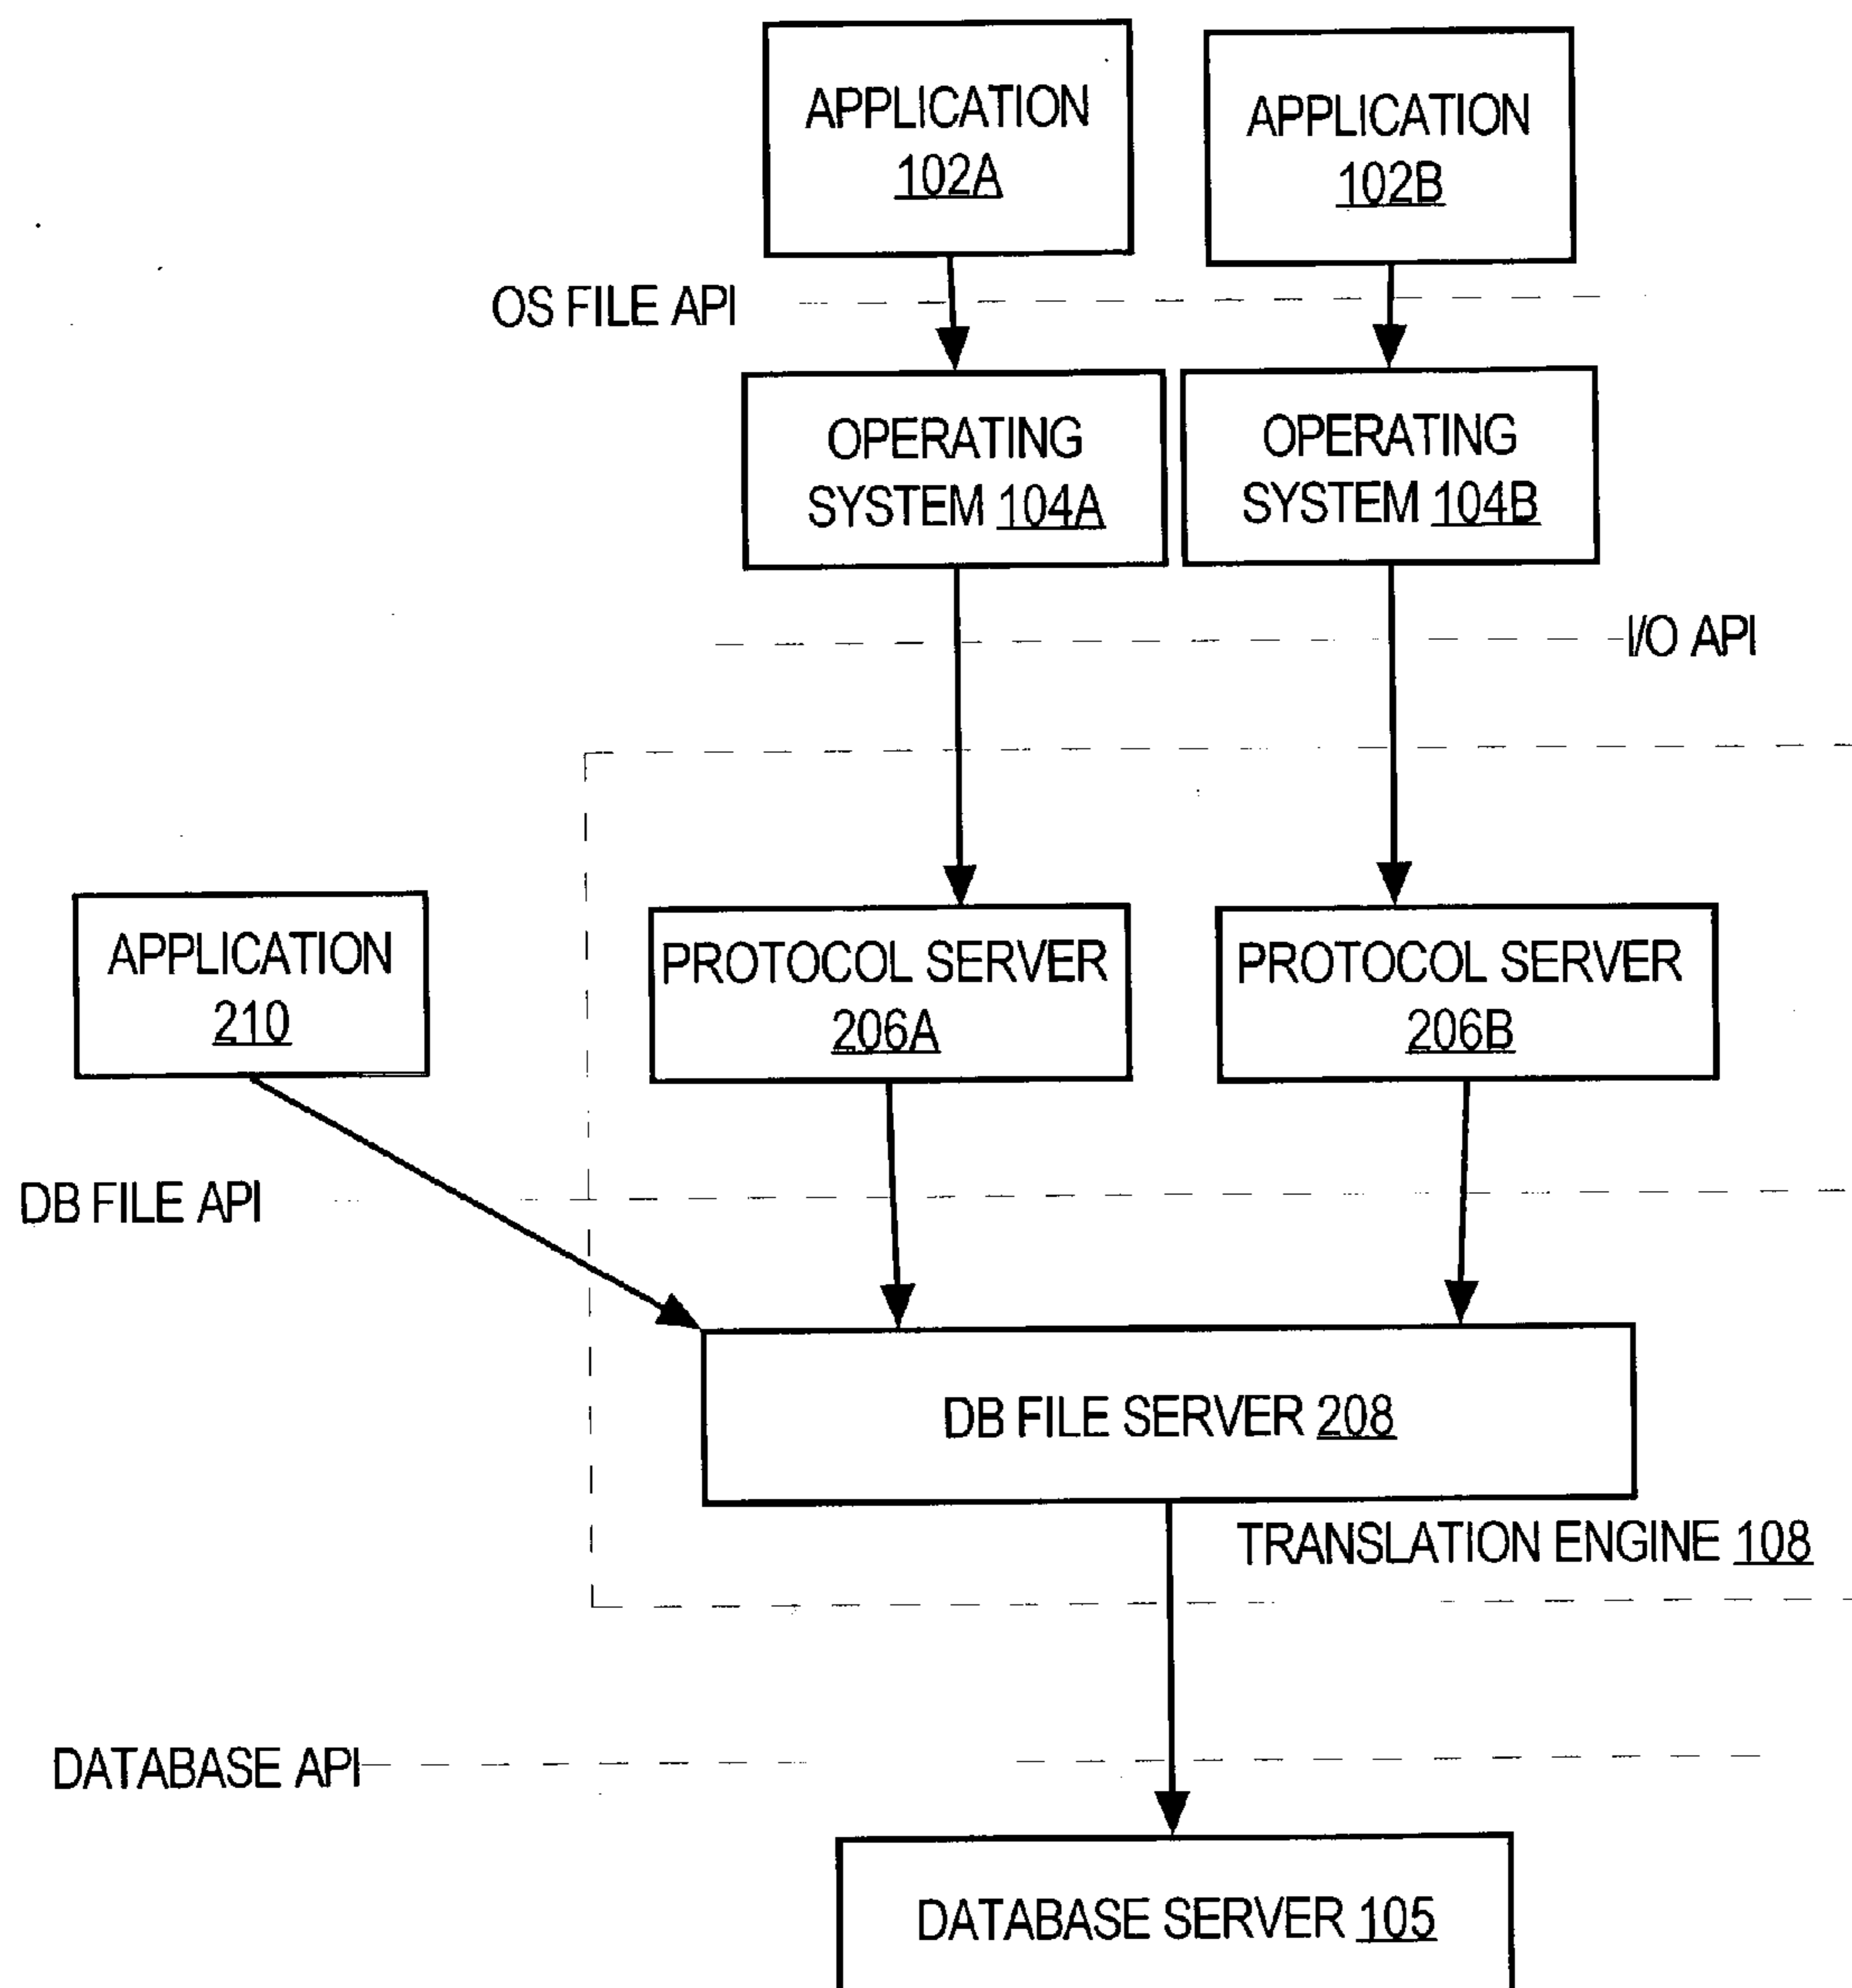 APPLICATION
102A
APPLICATION
102B
OS FILE API
OPERATING
SYSTEM 104A
OPERATING
SYSTEM 104B
I/O API
APPLICATION
210
PROTOCOL SERVER
206A
PROTOCOL SERVER
206B
DB FILE API
DB FILE SERVER 208
TRANSLATION ENGINE 108
DATABASE API
DATABASE SERVER 105